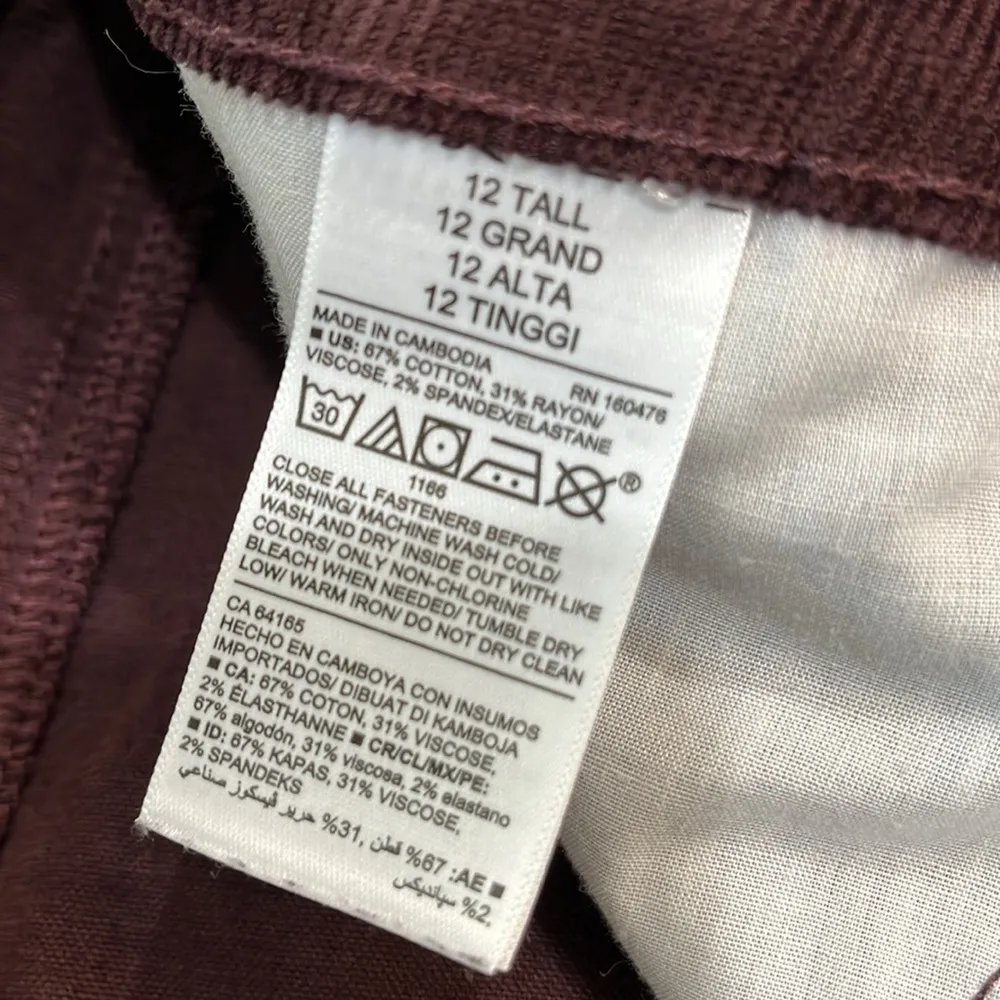 12 TALL
12 GRAND
12 ALTA
12 TINGGI
MADE IN CAMBODIA
RN 160476
■ US: 67% COTTON, 31% RAYON/
VISCOSE, 2% SPANDEX/ELASTANE
30
®
1166
CLOSE ALL FASTENERS BEFORE
WASHING/ MACHINE WASH COLD/
WASH AND DRY INSIDE OUT WITH LIKE
COLORS/ ONLY NON-CHLORINE
BLEACH WHEN NEEDED/ TUMBLE DRY
LOW/ WARM IRON/ DO NOT DRY CLEAN
CA 64165
HECHO EN CAMBOYA CON INSUMOS
IMPORTADOS/ DIBUAT DI KAMBOJA
■ CA: 67% COTTON, 31% VISCOSE,
2% ÉLASTHANNE ■ CR/CL/MX/PE:
67% algodón, 31% viscosa, 2% elastano
■ ID: 67% KAPAS, 31% VISCOSE,
2% SPANDEKS
■ AE: 67% قطن, 31% حرير فيسكوز صناعي
2% سباندكس